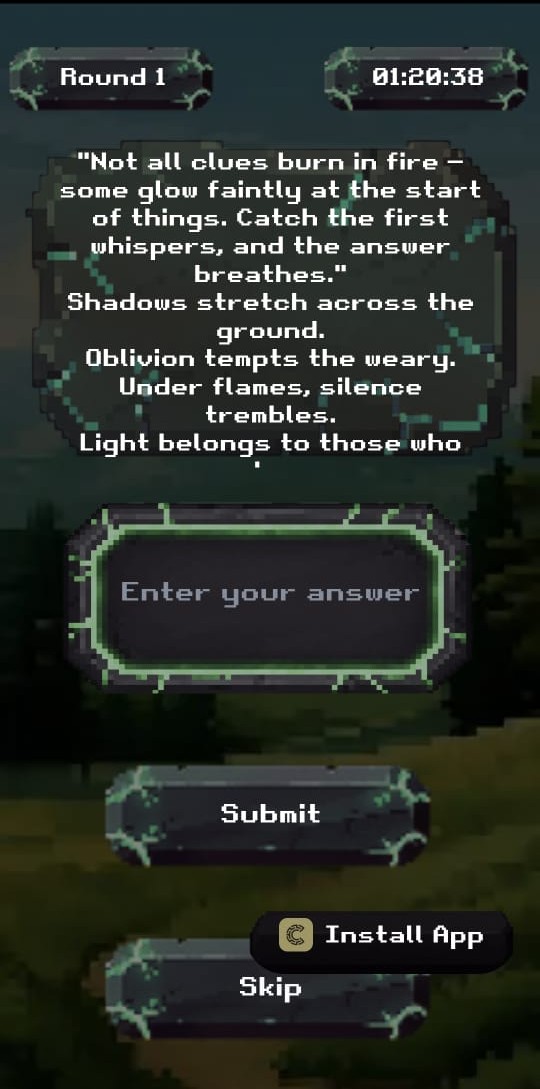 Round 1
01:20:38
"Not all clues burn in fire —
some glow faintly at the start
of things. Catch the first
whispers, and the answer
breathes."
Shadows stretch across the
ground.
Oblivion tempts the weary.
Under flames, silence
trembles.
Light belongs to those who
Enter your answer
Submit
Install App
Skip